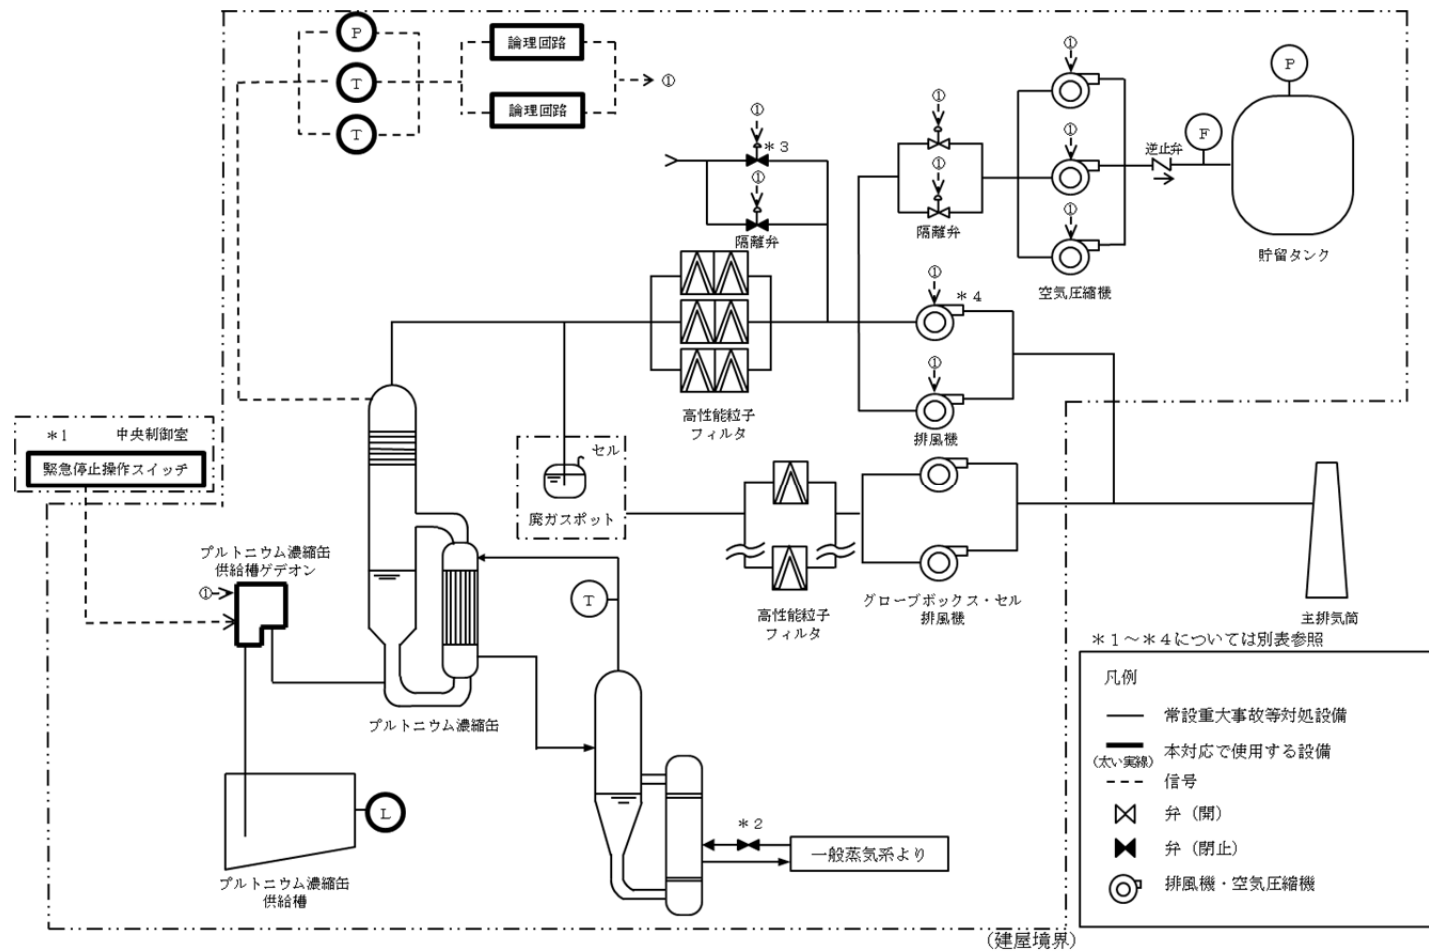 P
T
T
論理回路
論理回路
①
①
*3
①
隔離弁
①
①
隔離弁
①
①
①
空気圧縮機
逆止弁
F
P
貯留タンク
①
*4
①
排風機
高性能粒子
フィルタ
*1 中央制御室
緊急停止操作スイッチ
セル
廃ガスポット
プルトニウム濃縮缶
供給槽ゲデオン
①
T
高性能粒子
フィルタ
グローブボックス・セル
排風機
主排気筒
プルトニウム濃縮缶
L
プルトニウム濃縮缶
供給槽
*2
一般蒸気系より
(建屋境界)
*1~*4については別表参照
凡例
常設重大事故等対処設備
本対応で使用する設備
(太い実線)
信号
弁(開)
弁(閉止)
排風機・空気圧縮機